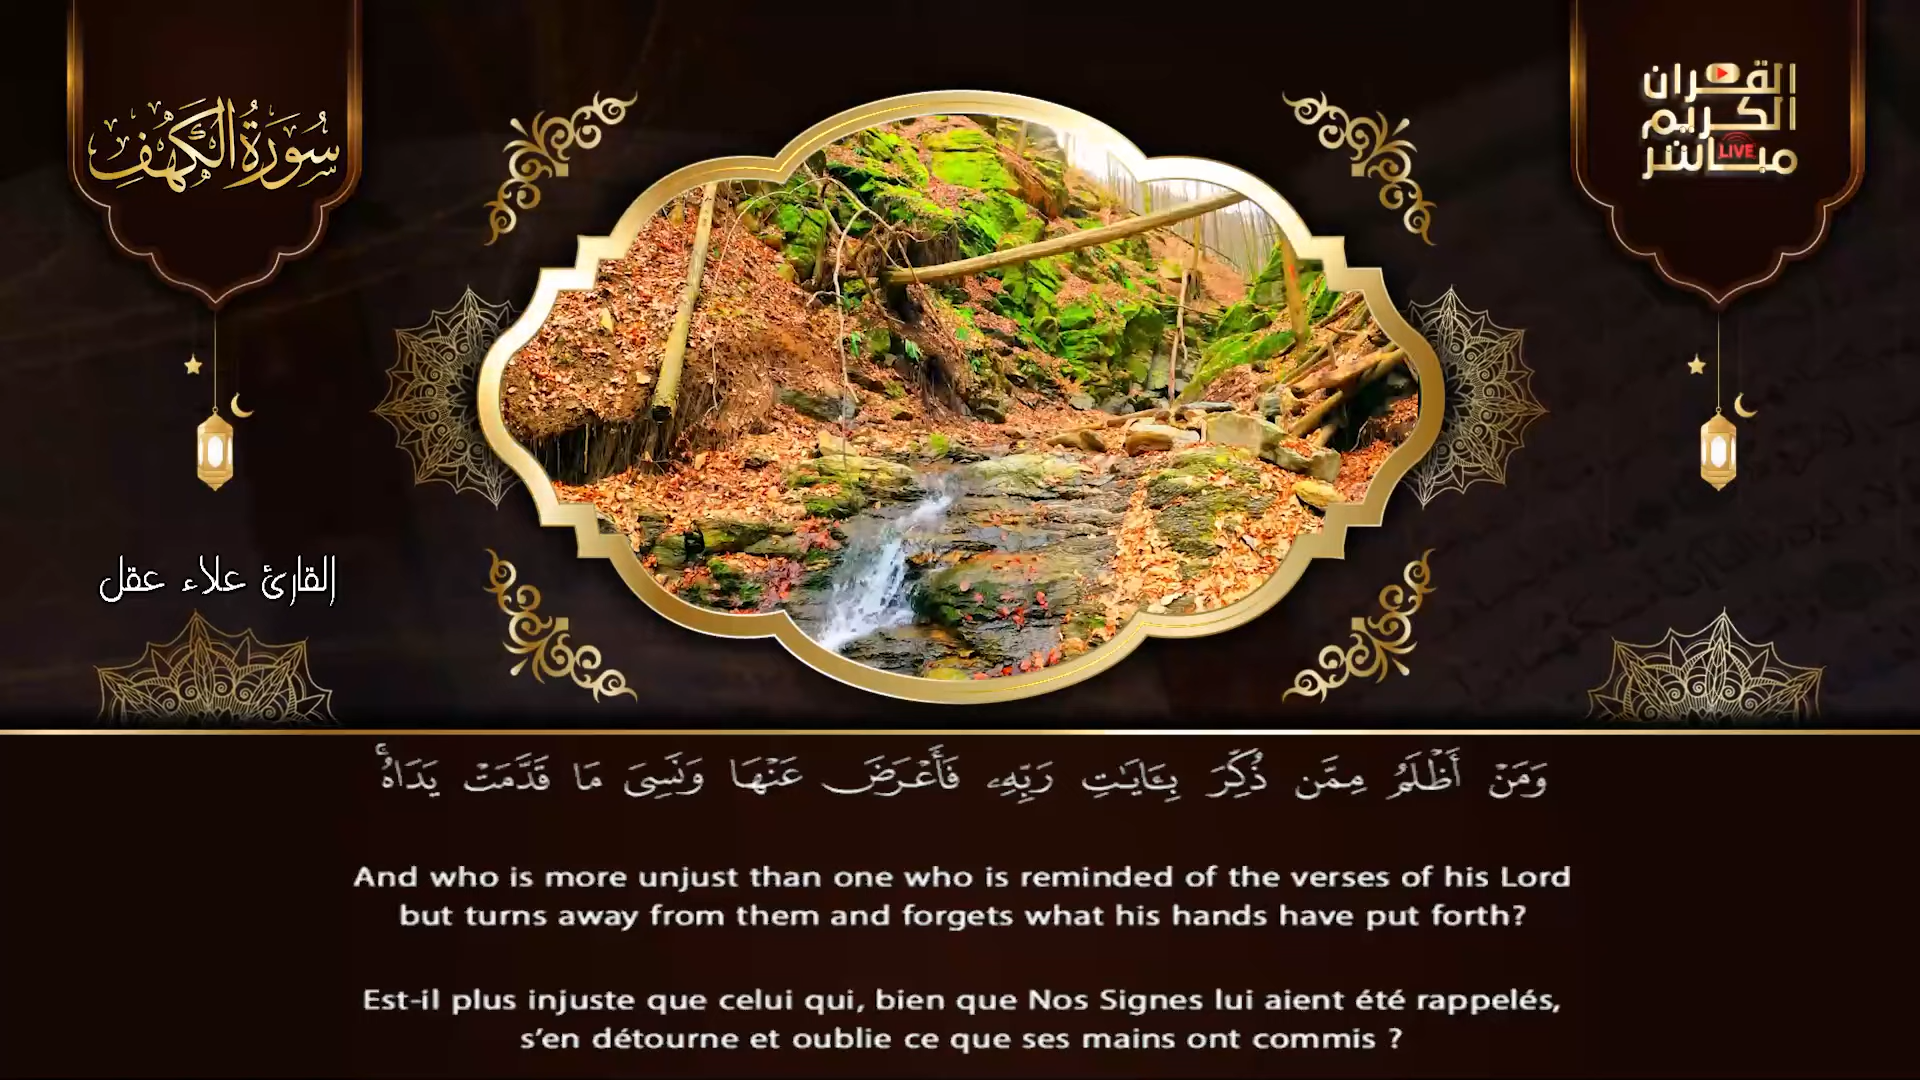 سُورَةُ الكَهْفِ
القرآن
الكريم
مباشر
LIVE
القارئ علاء عقل
وَمَنْ أَظْلَمُ مِمَّن ذُكِّرَ بِـَٔايَـٰتِ رَبِّهِۦ فَأَعْرَضَ عَنْهَا وَنَسِىَ مَا قَدَّمَتْ يَدَاهُ ۚ
And who is more unjust than one who is reminded of the verses of his Lord
but turns away from them and forgets what his hands have put forth?
Est-il plus injuste que celui qui, bien que Nos Signes lui aient été rappelés,
s’en détourne et oublie ce que ses mains ont commis ?